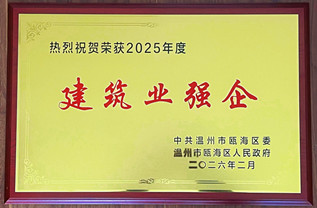 热烈祝贺荣获2025年度
建筑业强企
中共温州市瓯海区委
温州市瓯海区人民政府
二〇二六年二月